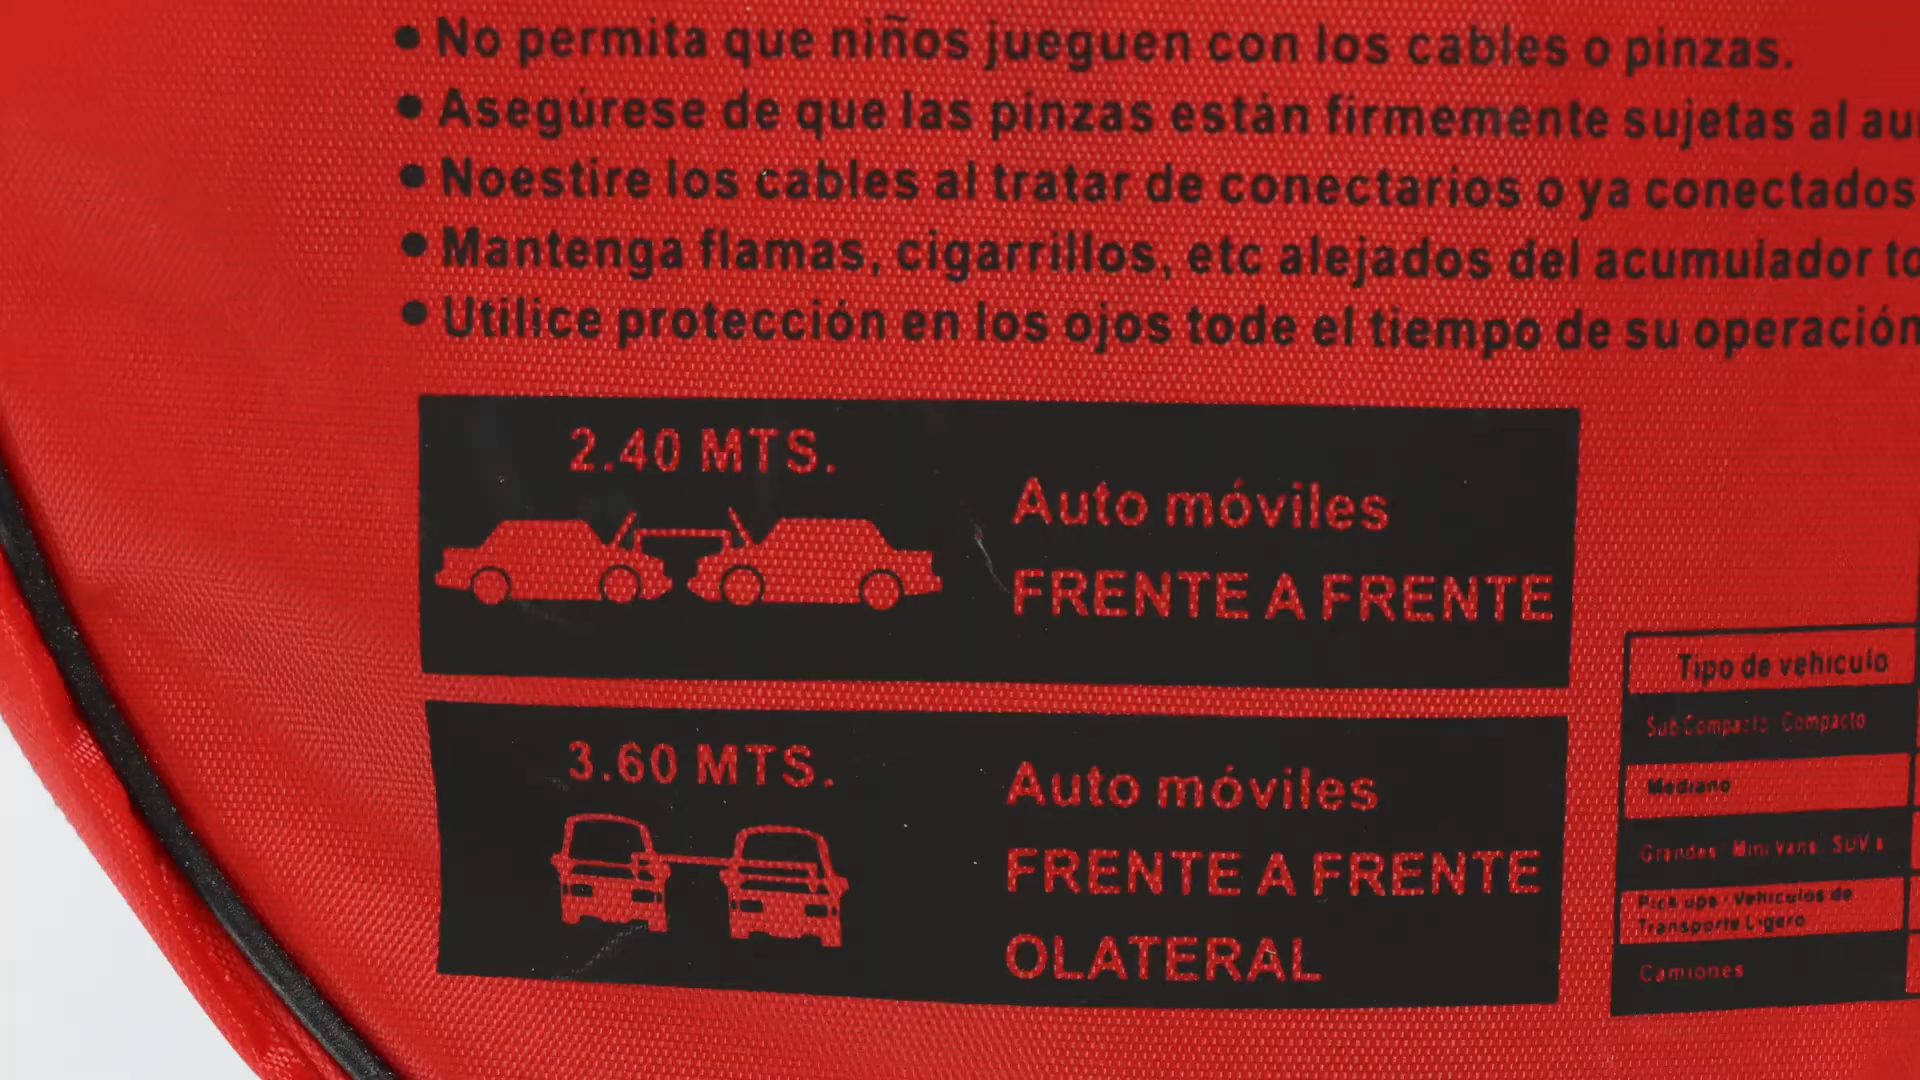 • No permita que niños jueguen con los cables o pinzas.
• Asegúrese de que las pinzas están firmemente sujetas al au
• Noestire los cables al tratar de conectarios o ya conectados
• Mantenga flamas, cigarrillos, etc alejados del acumulador to
• Utilice protección en los ojos tode el tiempo de su operación
2.40 MTS.
Auto móviles
FRENTE A FRENTE
3.60 MTS.
Auto móviles
FRENTE A FRENTE
OLATERAL
Tipo de vehículo
Sub Compacto Compacto
Mediano
Grandes Mini Vans SUV s
Pick ups · Vehículos de
Transporte Ligero
Camiones